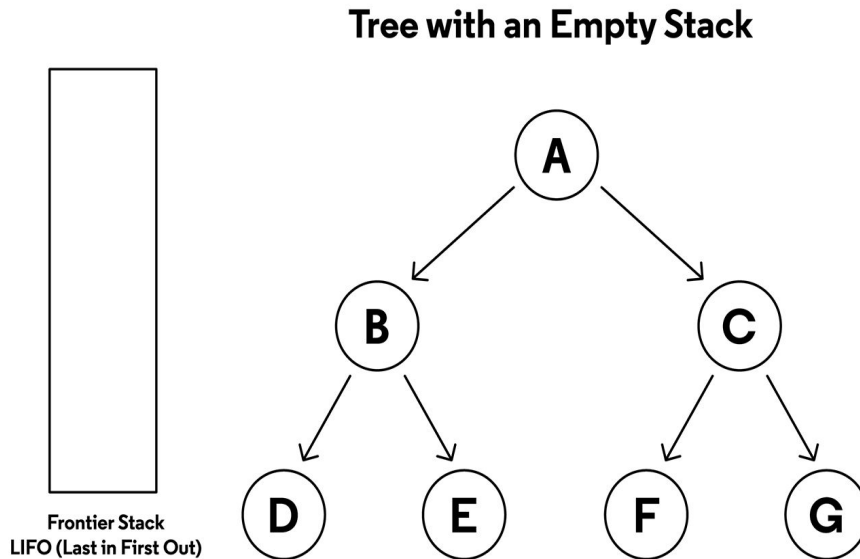 Tree with an Empty Stack
A
B
C
D
E
F
G
Frontier Stack
LIFO (Last in First Out)